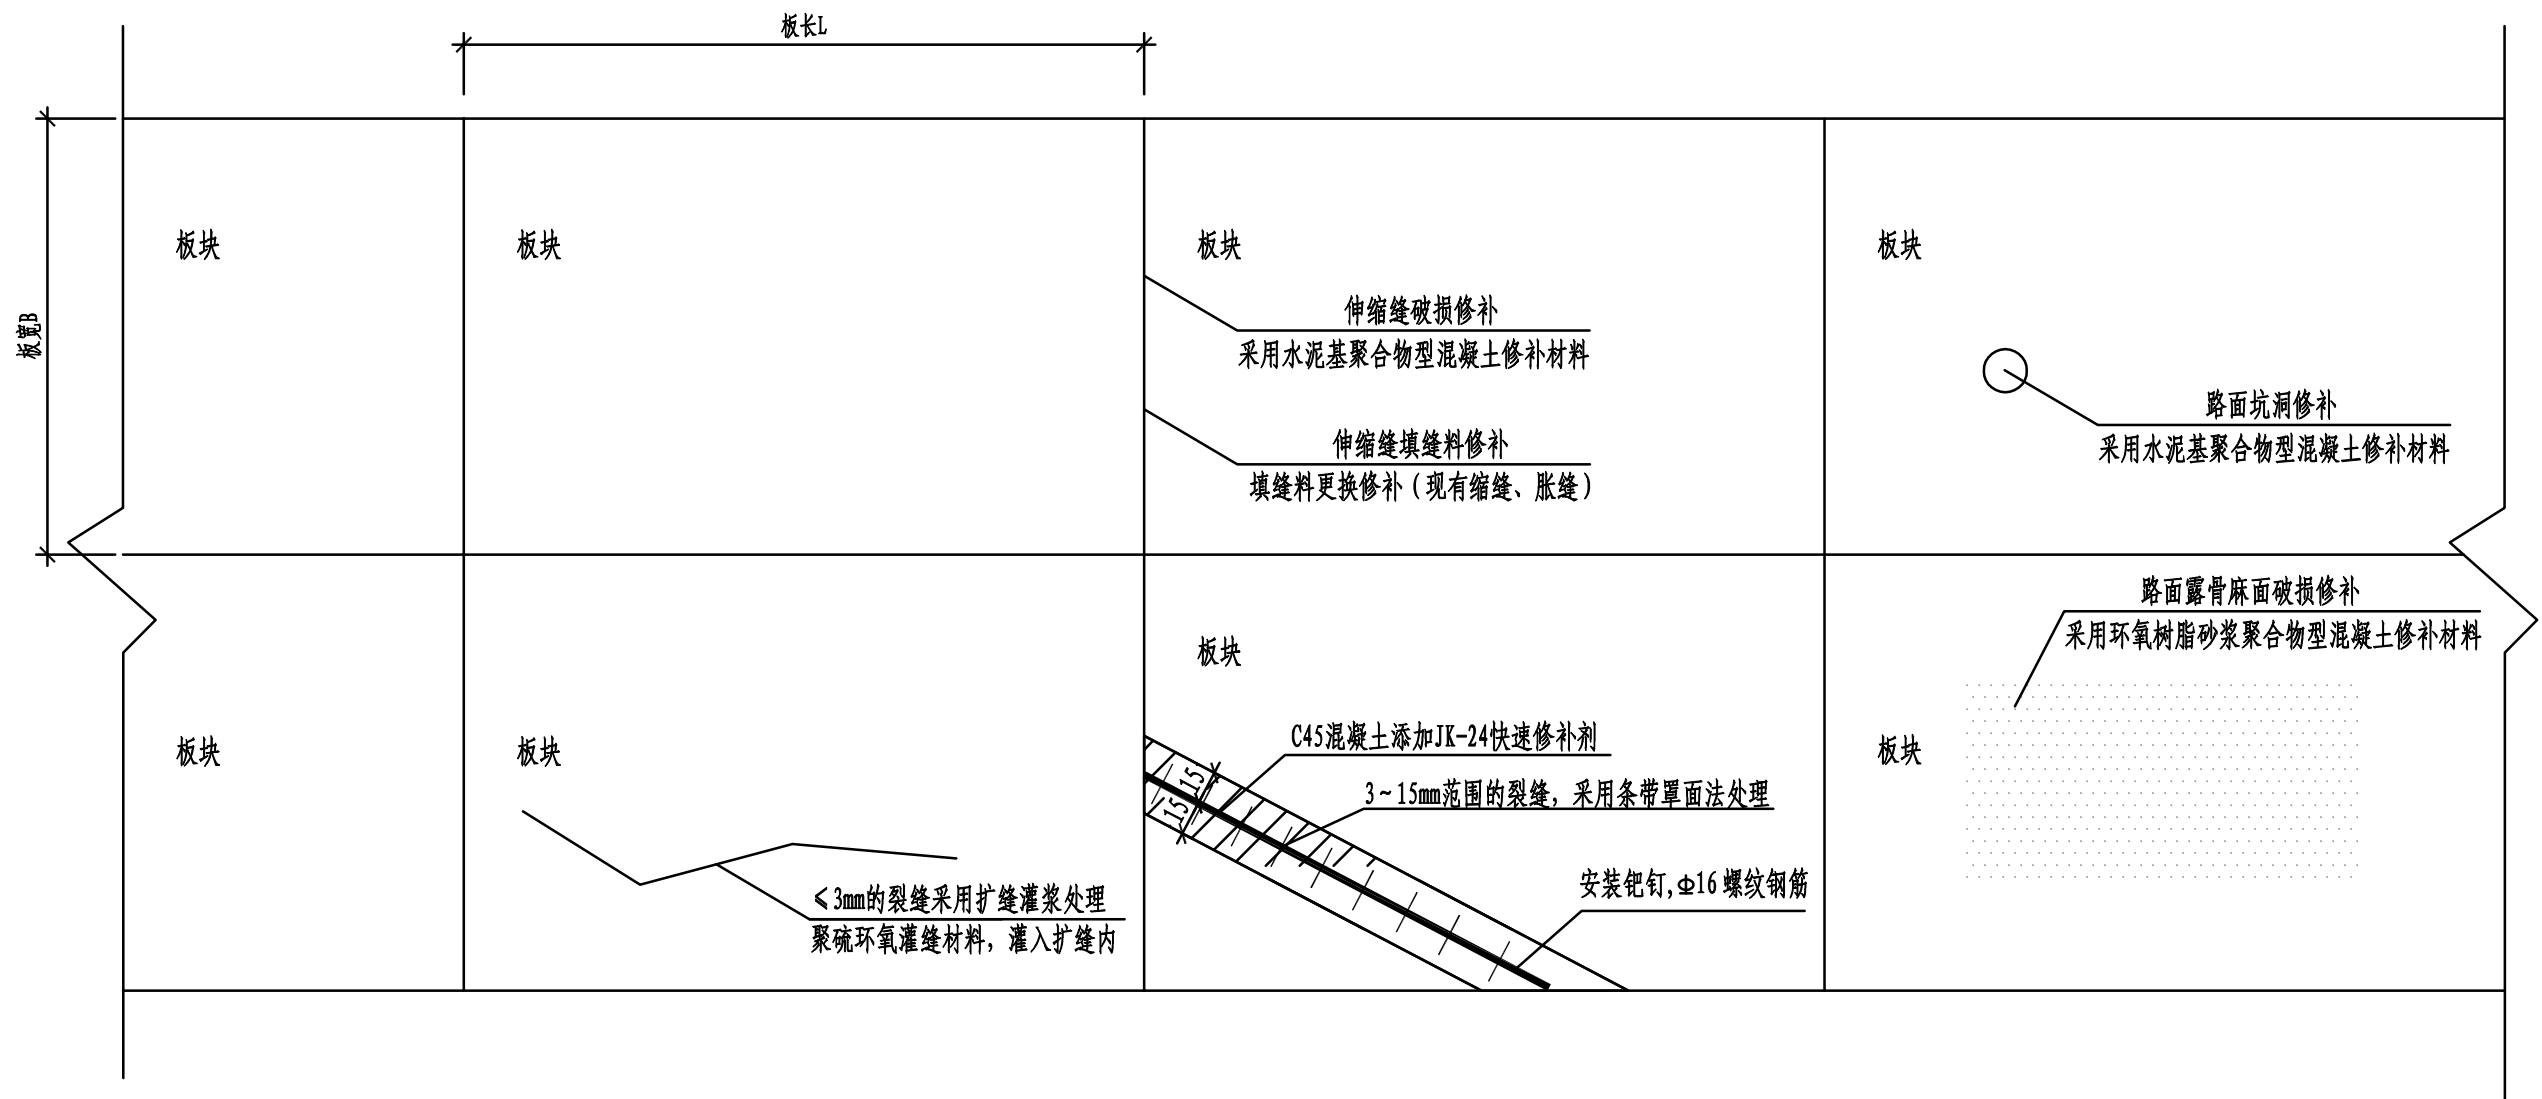 板长L
板宽B
板块
板块
板块
板块
伸缩缝破损修补
采用水泥基聚合物型混凝土修补材料
伸缩缝填缝料修补
填缝料更换修补(现有缩缝、胀缝)
路面坑洞修补
采用水泥基聚合物型混凝土修补材料
路面露骨麻面破损修补
采用环氧树脂砂浆聚合物型混凝土修补材料
板块
板块
板块
板块
C45混凝土添加JK-24快速修补剂
15
15
3~15mm范围的裂缝, 采用条带罩面法处理
安装钯钉,Φ16 螺纹钢筋
≤3mm的裂缝采用扩缝灌浆处理
聚硫环氧灌缝材料, 灌入扩缝内